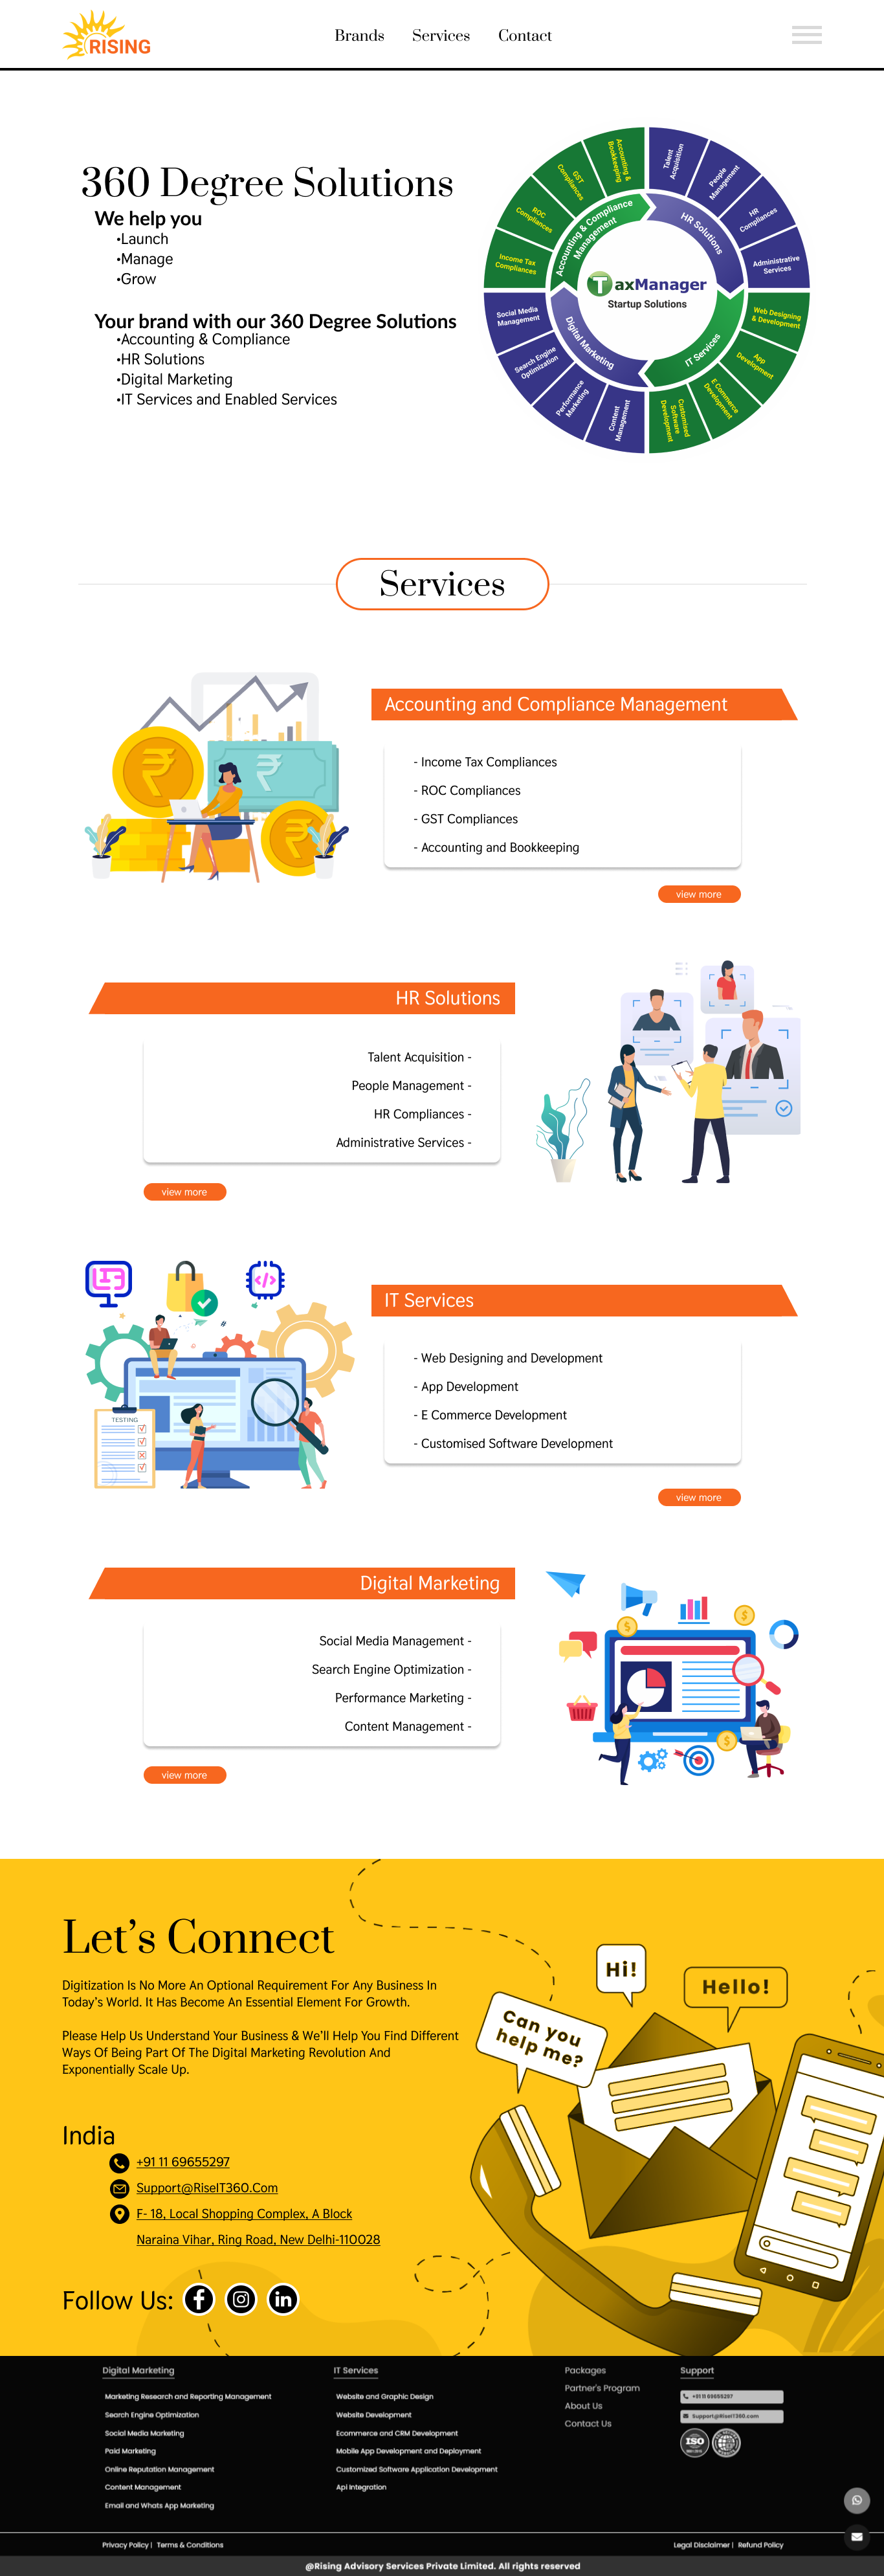 RISING
Brands
Services
Contact
360 Degree Solutions
We help you
•Launch
•Manage
•Grow
Your brand with our 360 Degree Solutions
•Accounting & Compliance
•HR Solutions
•Digital Marketing
•IT Services and Enabled Services
Accounting &
Bookkeeping
GST
Compliances
ROC
Compliances
Income Tax
Compliances
Talent
Acquisition
People
Management
HR
Compliances
Administrative
Services
Accounting & Compliance
Management
HR Solutions
TaxManager
Startup Solutions
Digital Marketing
IT Services
Social Media
Management
Search Engine
Optimization
Performance
Marketing
Content
Management
Web Designing
& Development
App
Development
E Commerce
Development
Customised
Software
Development
Services
Accounting and Compliance Management
- Income Tax Compliances
- ROC Compliances
- GST Compliances
- Accounting and Bookkeeping
view more
HR Solutions
Talent Acquisition -
People Management -
HR Compliances -
Administrative Services -
view more
TESTING
IT Services
- Web Designing and Development
- App Development
- E Commerce Development
- Customised Software Development
view more
Digital Marketing
Social Media Management -
Search Engine Optimization -
Performance Marketing -
Content Management -
view more
Let's Connect
Digitization Is No More An Optional Requirement For Any Business In
Today's World. It Has Become An Essential Element For Growth.
Please Help Us Understand Your Business & We'll Help You Find Different
Ways Of Being Part Of The Digital Marketing Revolution And
Exponentially Scale Up.
Hi!
Hello!
Can you
help me?
India
+91 11 69655297
Support@RiseIT360.Com
F- 18, Local Shopping Complex, A Block
Naraina Vihar, Ring Road, New Delhi-110028
Follow Us:
Digital Marketing
Marketing Research and Reporting Management
Search Engine Optimization
Social Media Marketing
Paid Marketing
Online Reputation Management
Content Management
Email and Whats App Marketing
IT Services
Website and Graphic Design
Website Development
Ecommerce and CRM Development
Mobile App Development and Deployment
Customized Software Application Development
Api Integration
Packages
Partner's Program
About Us
Contact Us
Support
+91 11 69655297
Support@RiseIT360.com
ISO
Privacy Policy | Terms & Conditions
Legal Disclaimer | Refund Policy
@Rising Advisory Services Private Limited. All rights reserved